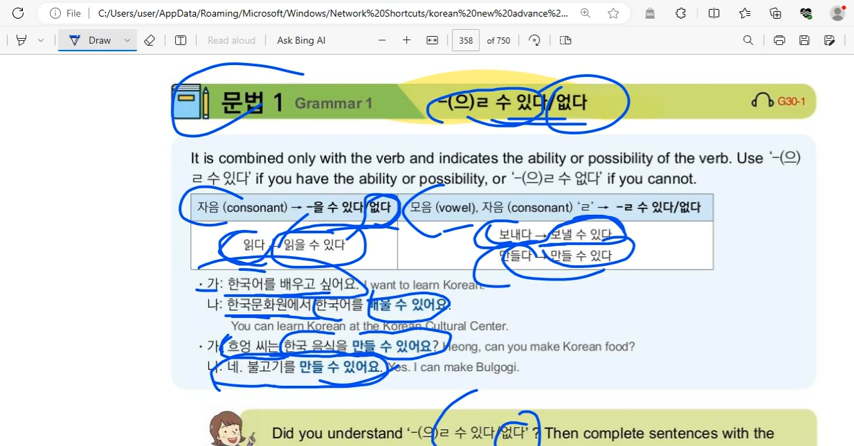 File
C:/Users/user/AppData/Roaming/Microsoft/Windows/Network%20Shortcuts/korean%20new%20advance%2...
Draw
Read aloud
Ask Bing AI
358 of 750
문법 1 Grammar 1 -(으)ㄹ 수 있다/없다 G30-1
It is combined only with the verb and indicates the ability or possibility of the verb. Use ‘-(으)
ㄹ 수 있다’ if you have the ability or possibility, or ‘-(으)ㄹ 수 없다’ if you cannot.
자음 (consonant) → -을 수 있다/없다 모음 (vowel), 자음 (consonant) ‘ㄹ’ → -ㄹ 수 있다/없다
읽다 → 읽을 수 있다
보내다 → 보낼 수 있다
만들다 → 만들 수 있다
· 가: 한국어를 배우고 싶어요. I want to learn Korean.
나: 한국문화원에서 한국어를 배울 수 있어요.
You can learn Korean at the Korean Cultural Center.
· 가: 흐엉 씨는 한국 음식을 만들 수 있어요? Heong, can you make Korean food?
나: 네. 불고기를 만들 수 있어요. Yes. I can make Bulgogi.
Did you understand ‘-(으)ㄹ 수 있다/없다’ ? Then complete sentences with the